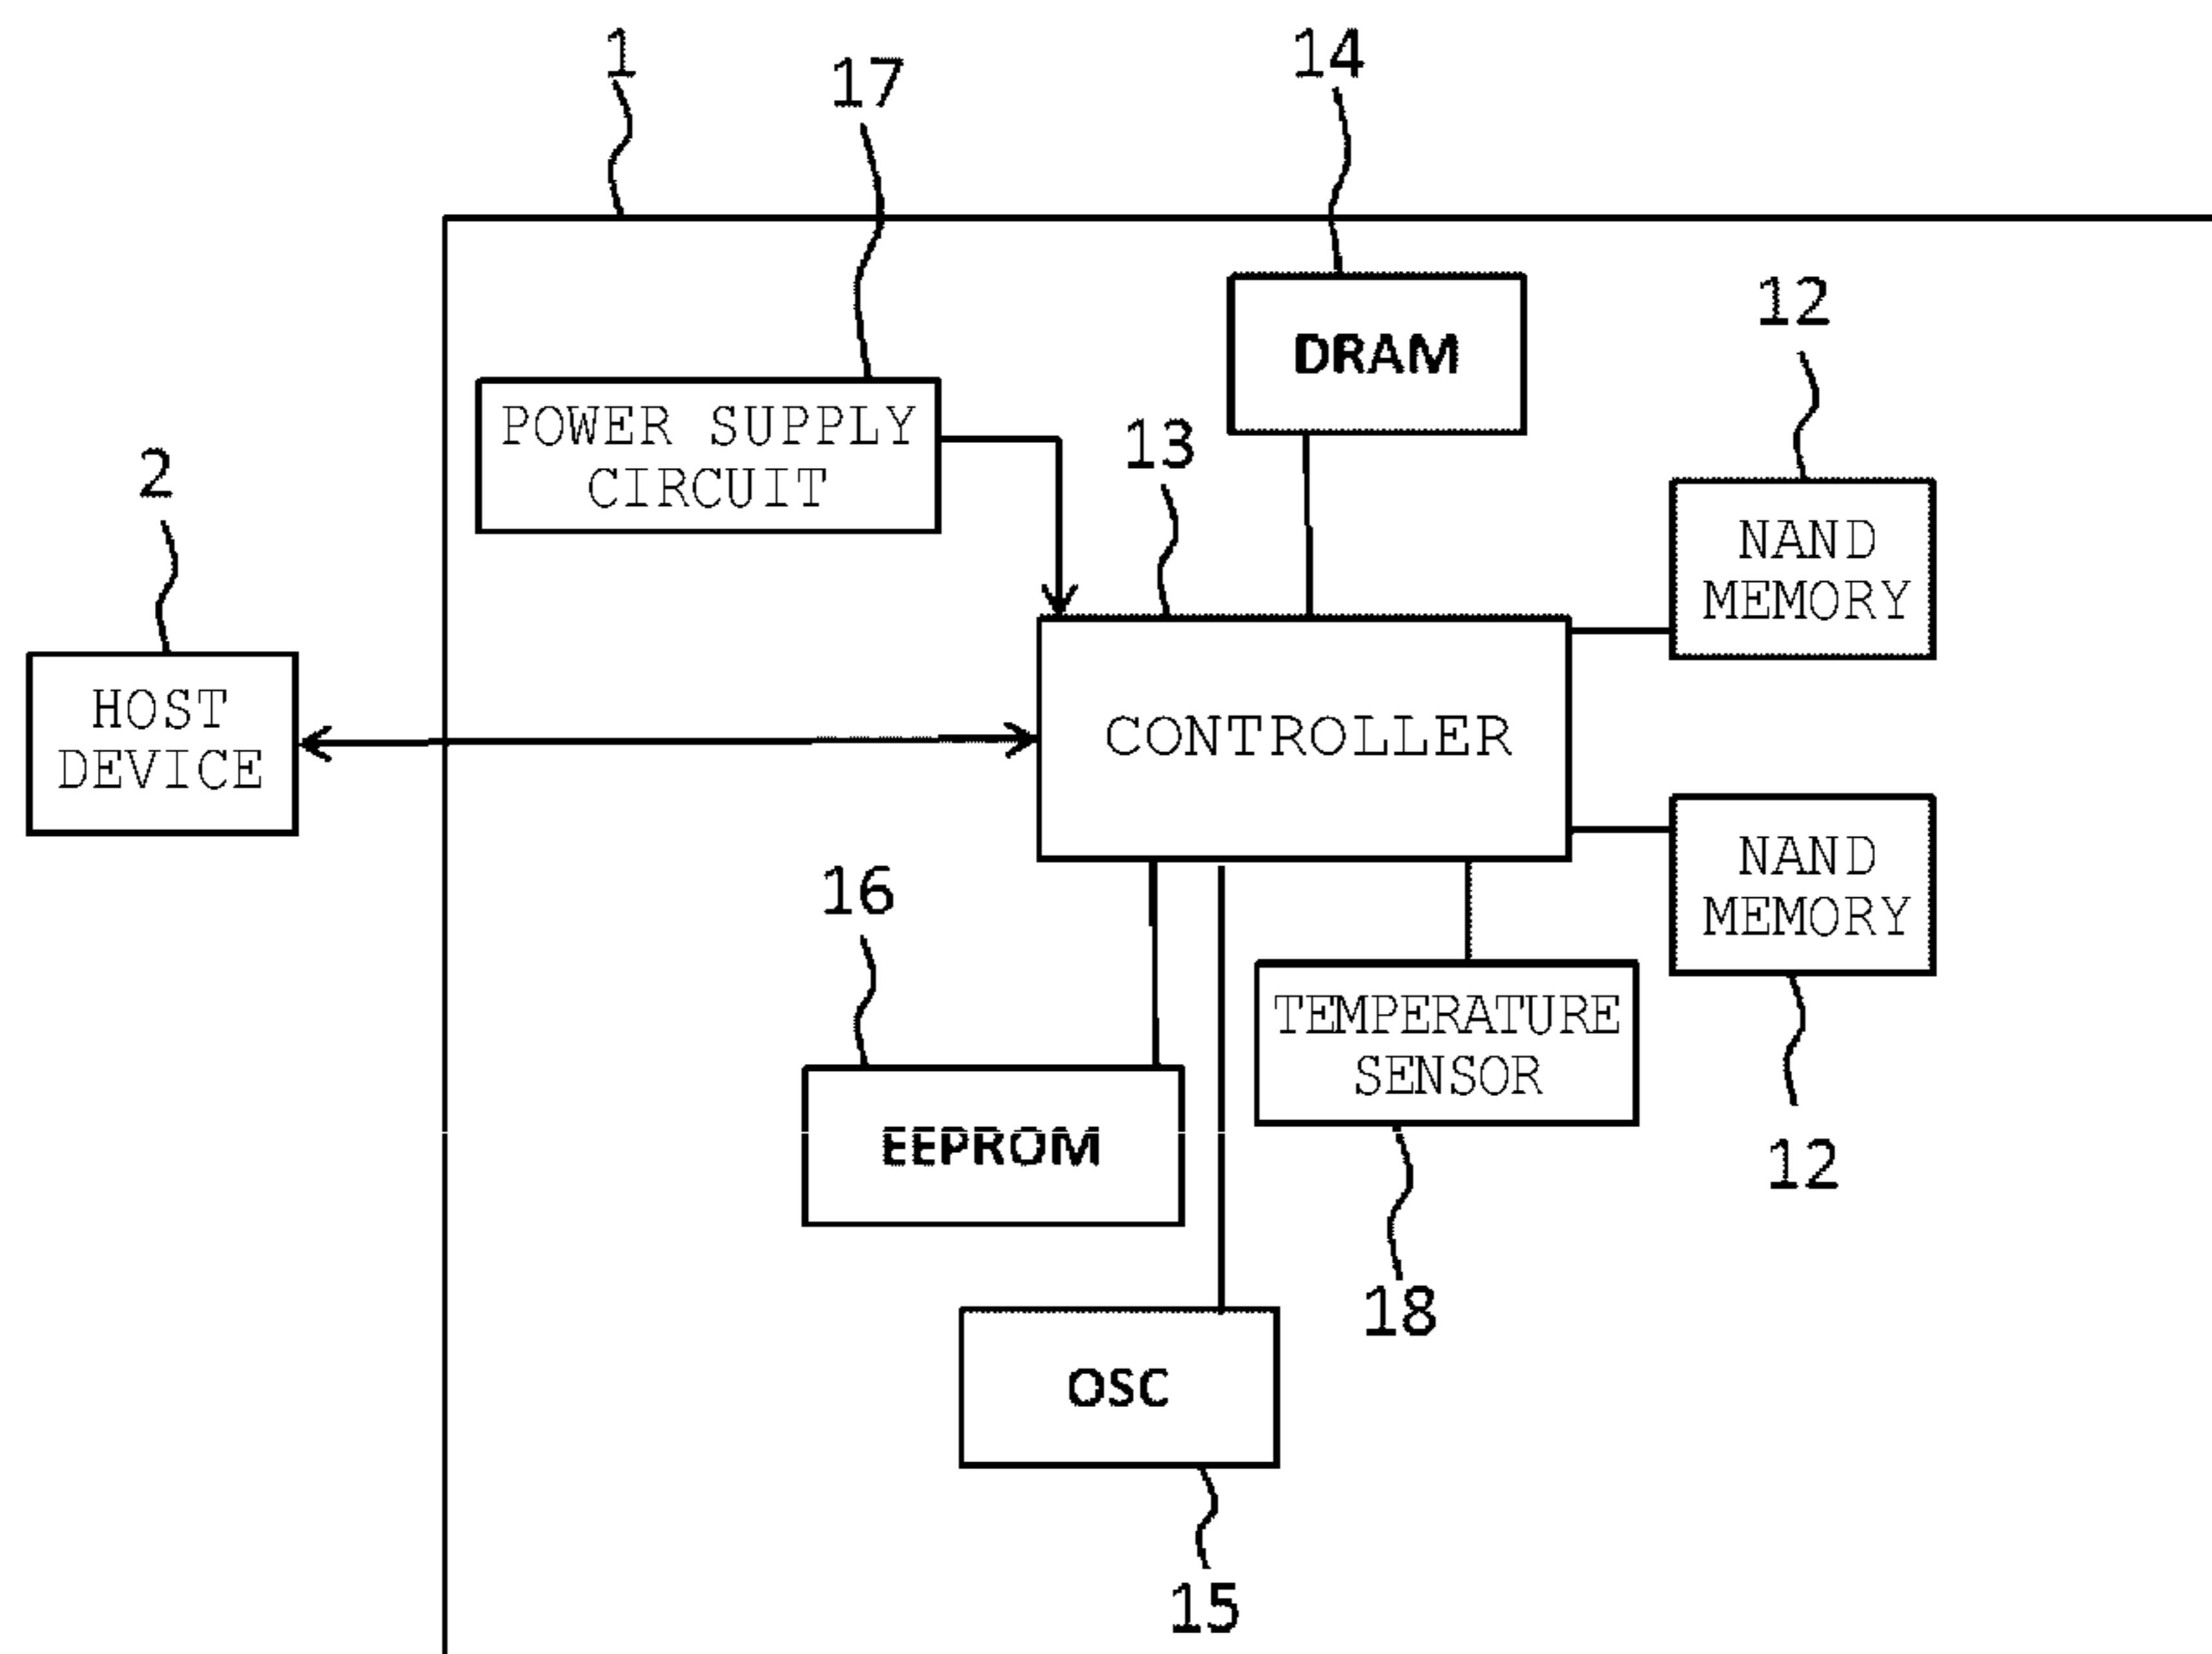 1
17
14
12
DRAM
POWER SUPPLY
CIRCUIT
13
2
NAND
MEMORY
HOST
DEVICE
CONTROLLER
NAND
MEMORY
16
TEMPERATURE
SENSOR
12
EEPROM
18
OSC
15